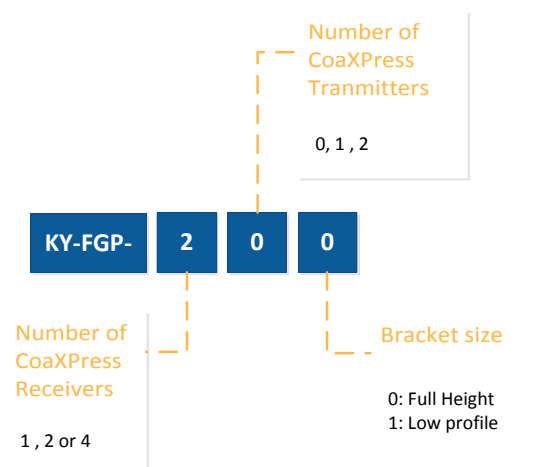 Number of
CoaXPress
Tranmitters
0, 1 , 2
KY-FGP- 2 0 0
Number of
CoaXPress
Receivers
1 , 2 or 4
Bracket size
0: Full Height
1: Low profile